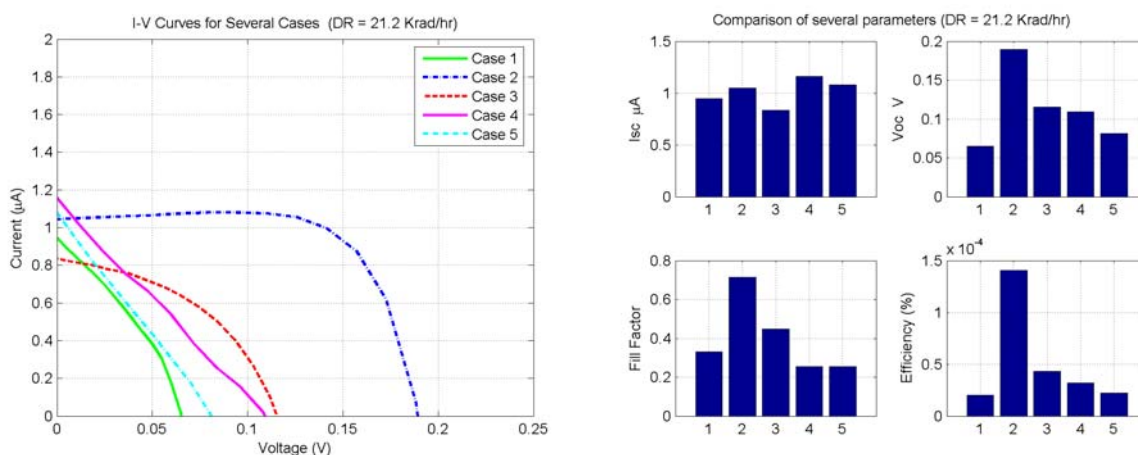 I-V Curves for Several Cases (DR = 21.2 Krad/hr)
2
1.8
1.6
1.4
1.2
1
0.8
0.6
0.4
0.2
0
Current (μA)
0 0.05 0.1 0.15 0.2 0.25
Voltage (V)
Case 1
Case 2
Case 3
Case 4
Case 5
Comparison of several parameters (DR = 21.2 Krad/hr)
1.5
1
0.5
0
Isc μA
1 2 3 4 5
0.2
0.15
0.1
0.05
0
Voc V
1 2 3 4 5
0.8
0.6
0.4
0.2
0
Fill Factor
1 2 3 4 5
x 10⁻⁴
1.5
1
0.5
0
Efficiency (%)
1 2 3 4 5